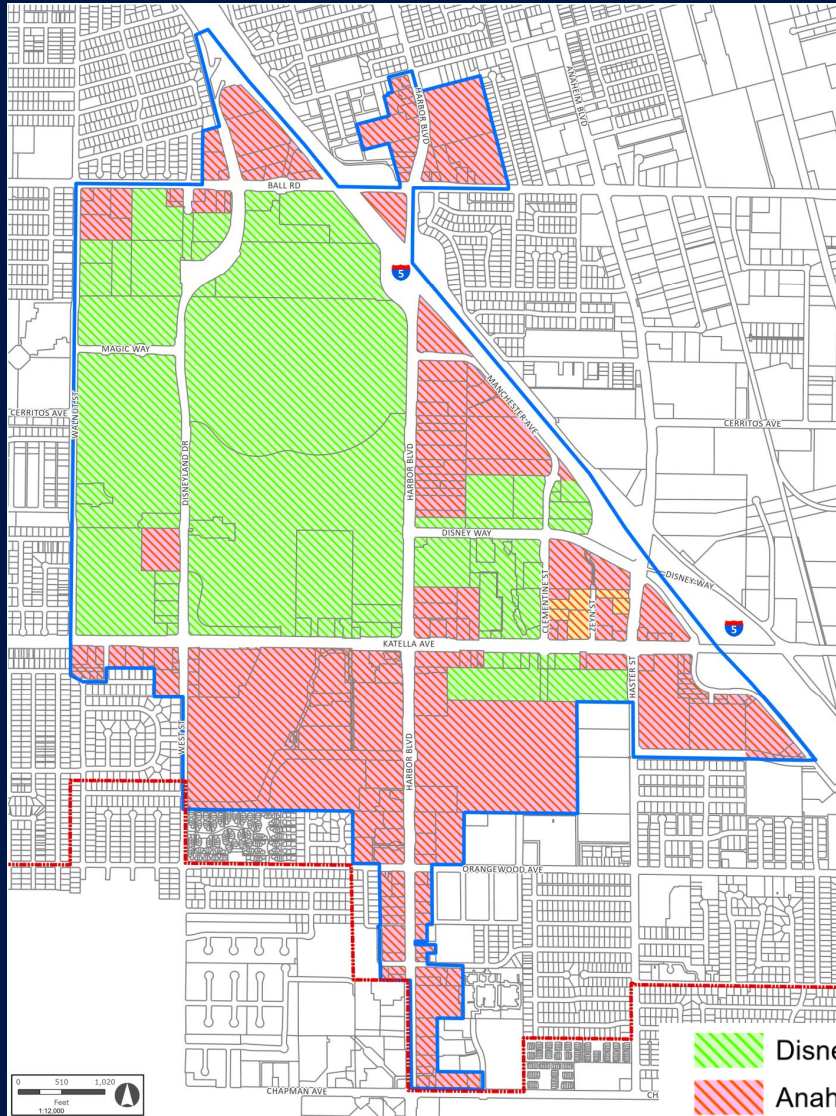 HARBOR BLVD
ANAHEIM BLVD
BALL RD
5
MAGIC WAY
MANCHESTER AVE
CERRITOS AVE
WALNUT ST
CERRITOS AVE
DISNEYLAND DR
HARBOR BLVD
DISNEY WAY
DISNEY WAY
CLEMENTINE ST
ZEYN ST
5
KATELLA AVE
HASTER ST
WEST ST
HARBOR BLVD
ORANGEWOOD AVE
Disne
0 510 1,020
Feet
1:12,000
CHAPMAN AVE
CH
Anah